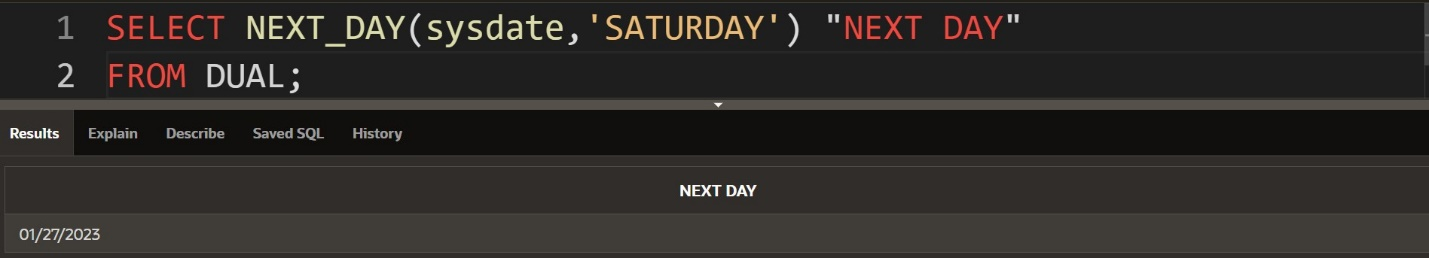 1 SELECT NEXT_DAY(sysdate,'SATURDAY') "NEXT DAY"
2 FROM DUAL;
Results Explain Describe Saved SQL History
NEXT DAY
01/27/2023